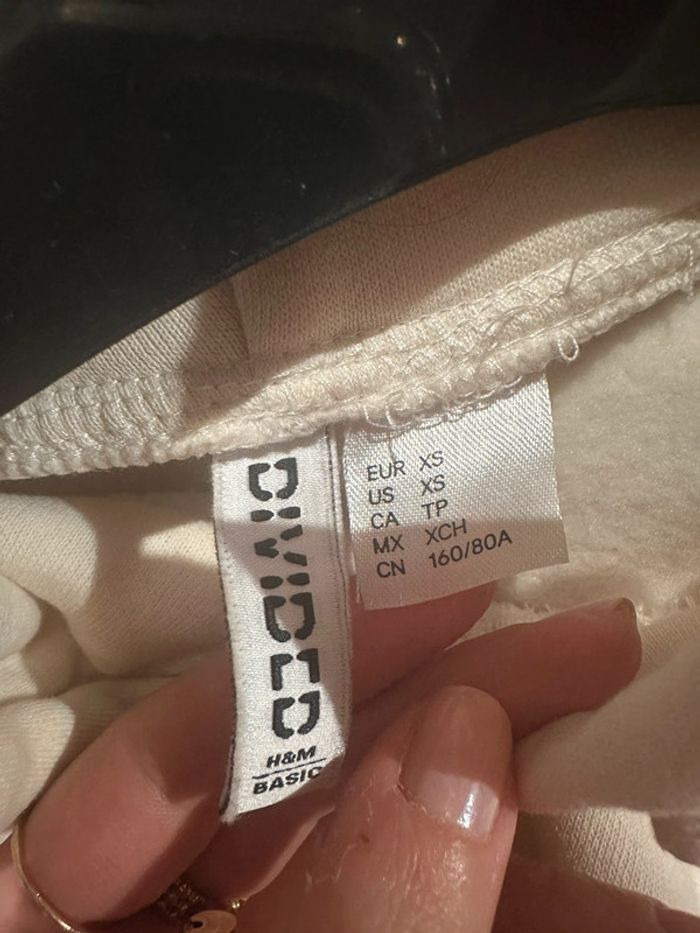 DIVIDED
H&M
BASIC
EUR XS
US XS
CA TP
MX XCH
CN 160/80A